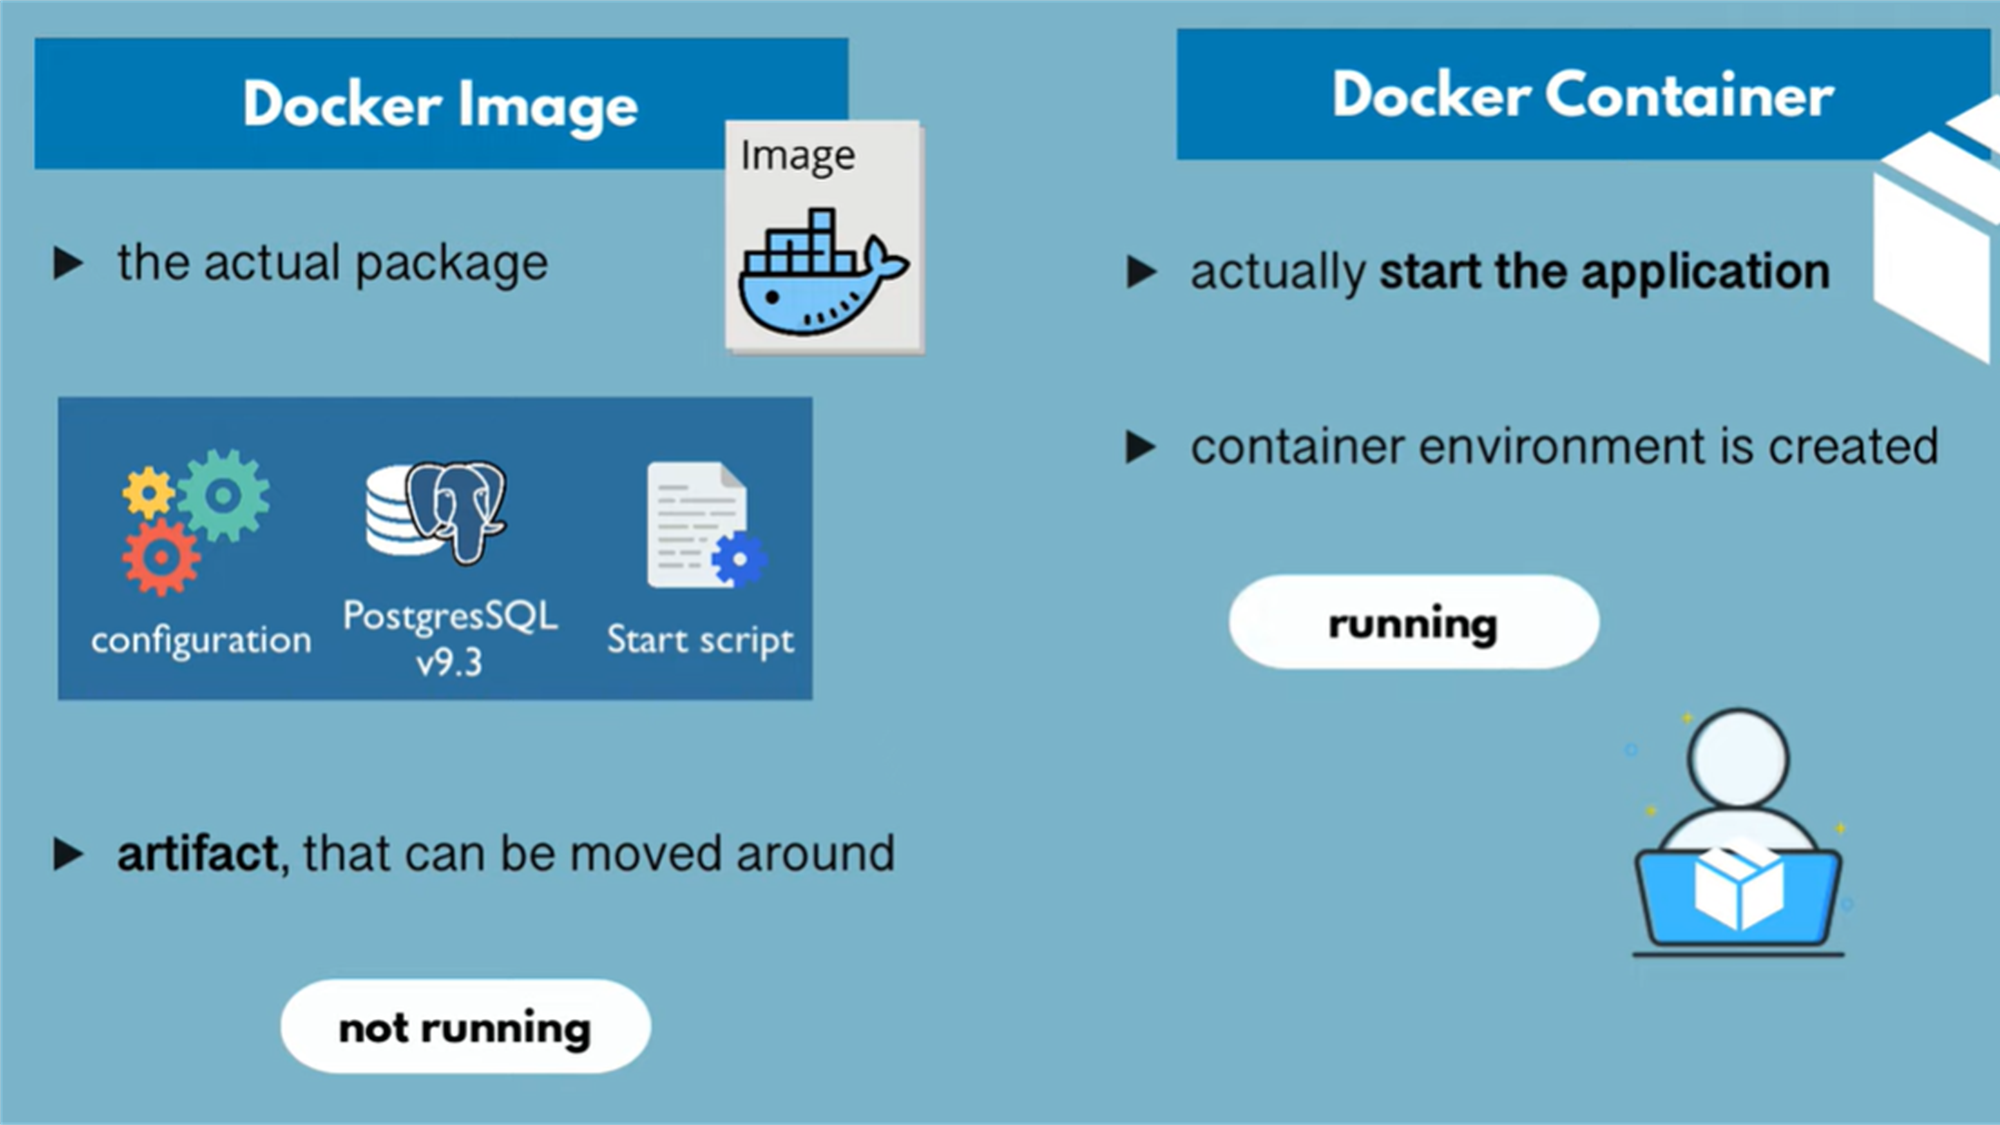 Docker Image
Image
the actual package
configuration
PostgresSQL
v9.3
Start script
artifact, that can be moved around
not running
Docker Container
actually start the application
container environment is created
running